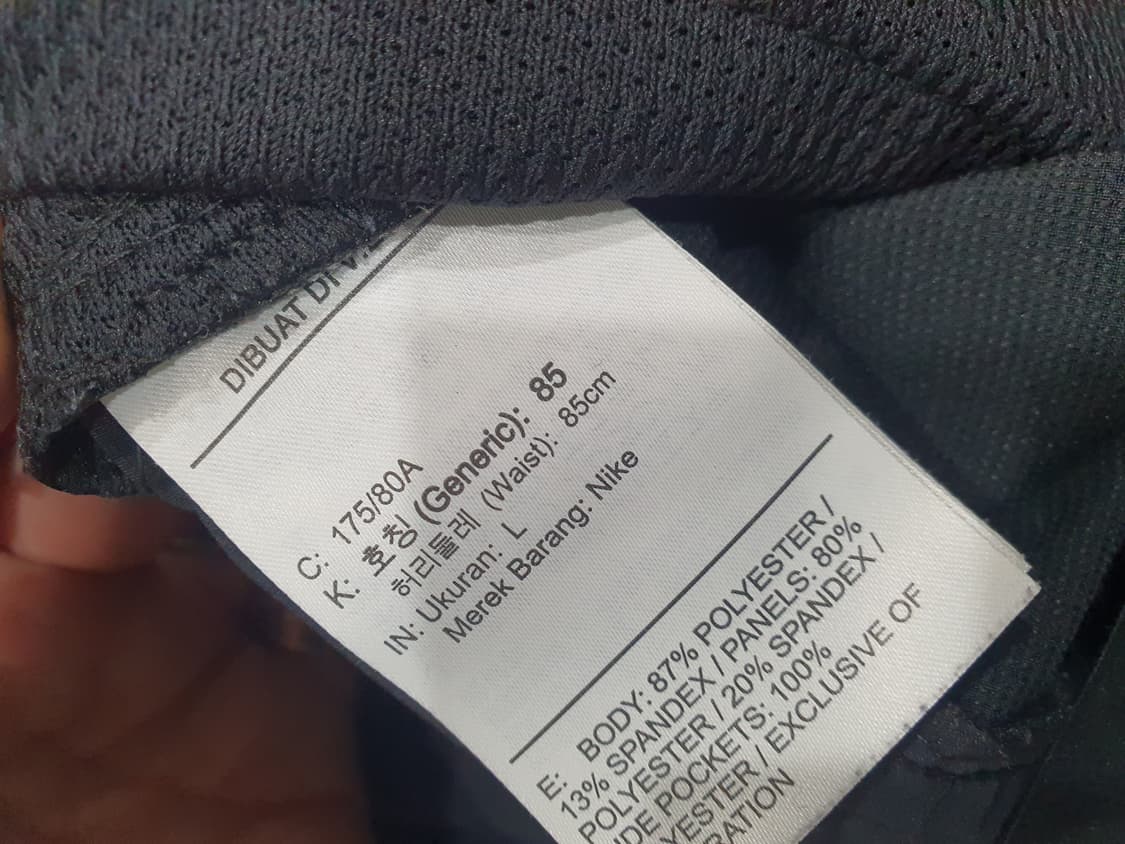 DIBUAT DI
C: 175/80A
K: 호칭 (Generic): 85
허리둘레 (Waist): 85cm
IN: Ukuran: L
Merek Barang: Nike
E: BODY: 87% POLYESTER /
13% SPANDEX / PANELS: 80%
POLYESTER / 20% SPANDEX /
POCKETS: 100%
/ EXCLUSIVE OF